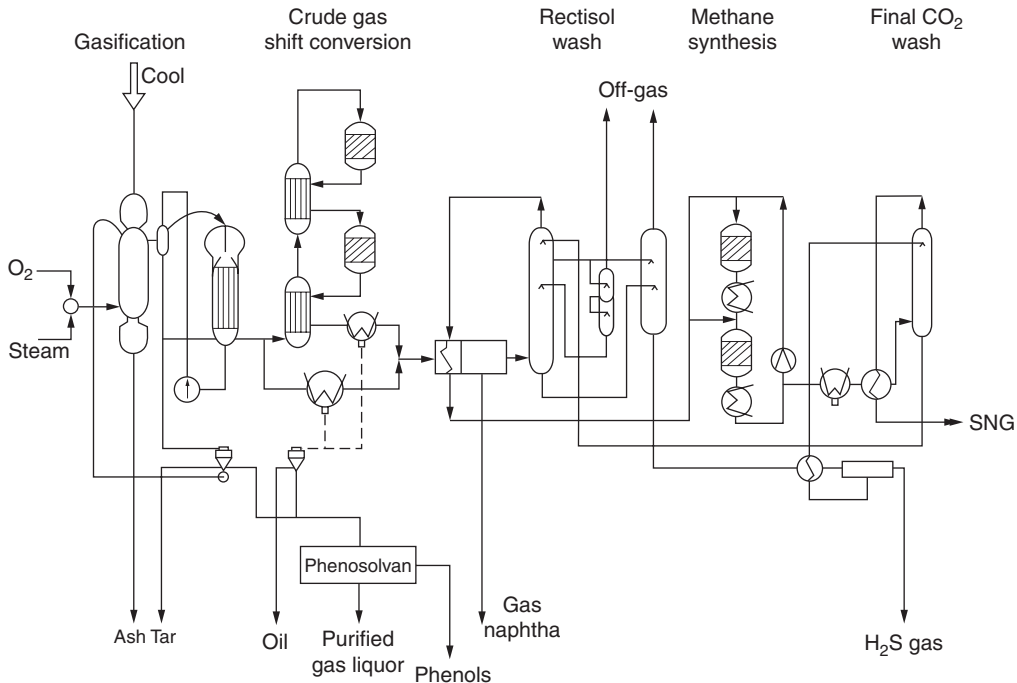 Gasification
Crude gas
shift conversion
Rectisol
wash
Methane
synthesis
Final CO₂
wash
Cool
Off-gas
O₂
Steam
SNG
Phenosolvan
Ash Tar
Oil
Purified
gas liquor
Phenols
Gas
naphtha
H₂S gas